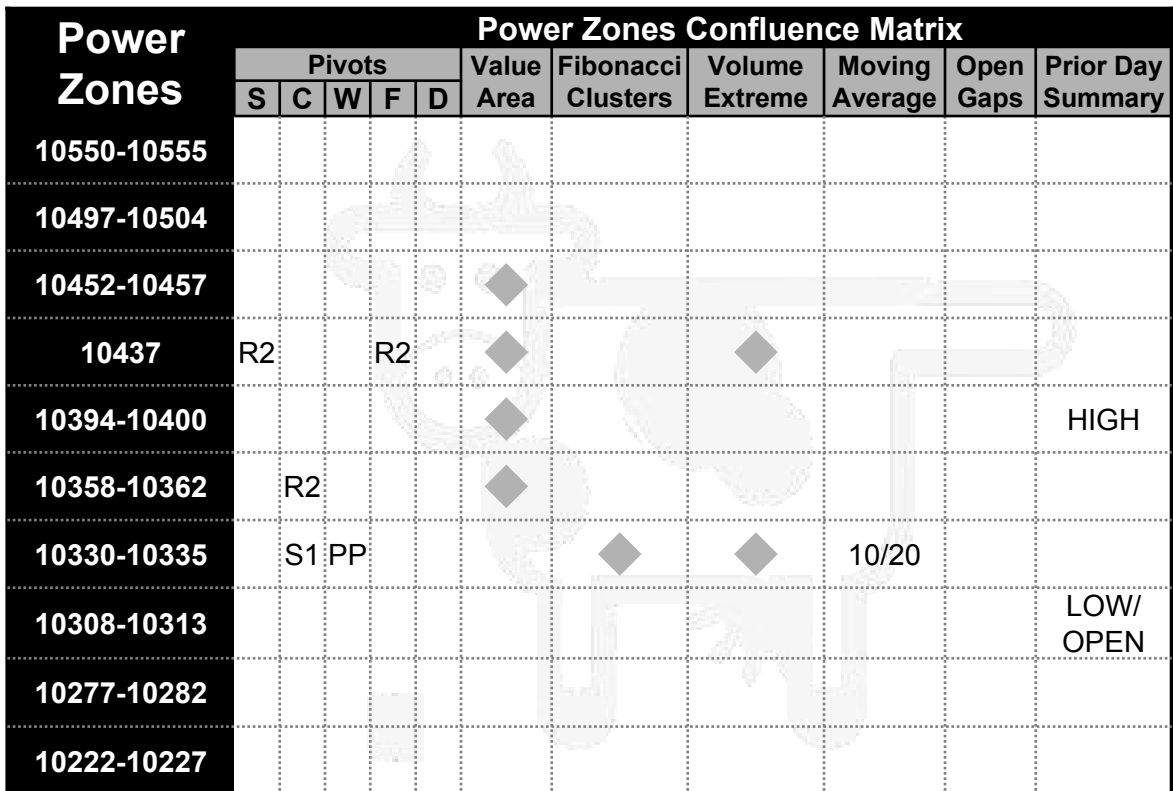 Power Zones Confluence Matrix
Power
Zones
Pivots Value Fibonacci Volume Moving Open Prior Day
S C W F D Area Clusters Extreme Average Gaps Summary
10550-10555
10497-10504
10452-10457
10437 R2 R2
10394-10400 HIGH
10358-10362 R2
10330-10335 S1 PP 10/20
10308-10313 LOW/
OPEN
10277-10282
10222-10227